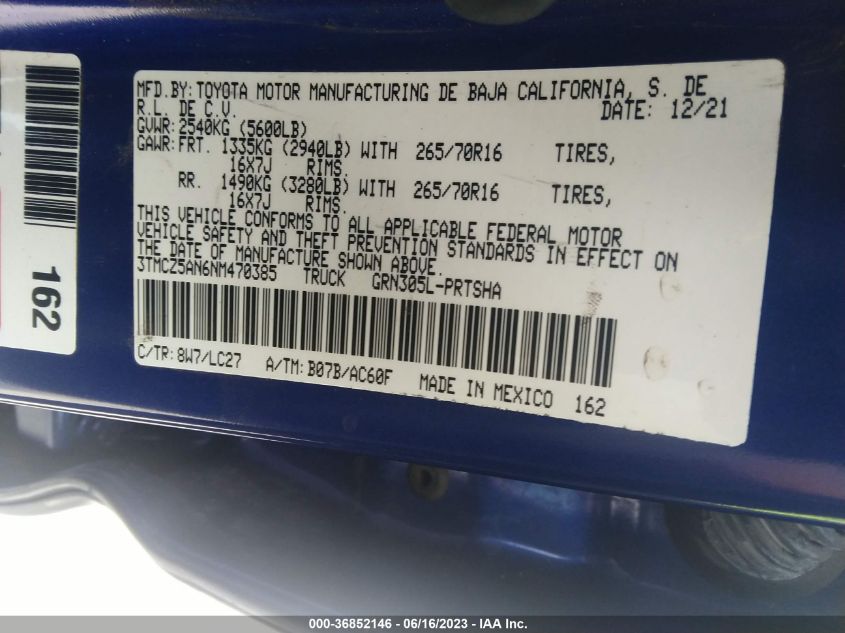 MFD.BY: TOYOTA MOTOR MANUFACTURING DE BAJA CALIFORNIA, S. DE
R.L. DE C.V. DATE: 12/21
GVWR: 2540KG (5600LB)
GAWR: FRT. 1335KG (2940LB) WITH 265/70R16 TIRES,
16X7J RIMS.
RR. 1490KG (3280LB) WITH 265/70R16 TIRES,
16X7J RIMS.
THIS VEHICLE CONFORMS TO ALL APPLICABLE FEDERAL MOTOR
VEHICLE SAFETY AND THEFT PREVENTION STANDARDS IN EFFECT ON
THE DATE OF MANUFACTURE SHOWN ABOVE.
3TMCZ5AN6NM470385 TRUCK GRN305L-PRTSHA
C/TR: 8W7/LC27 A/TM: B07B/AC60F MADE IN MEXICO 162
162
000-36852146 - 06/16/2023 - IAA Inc.